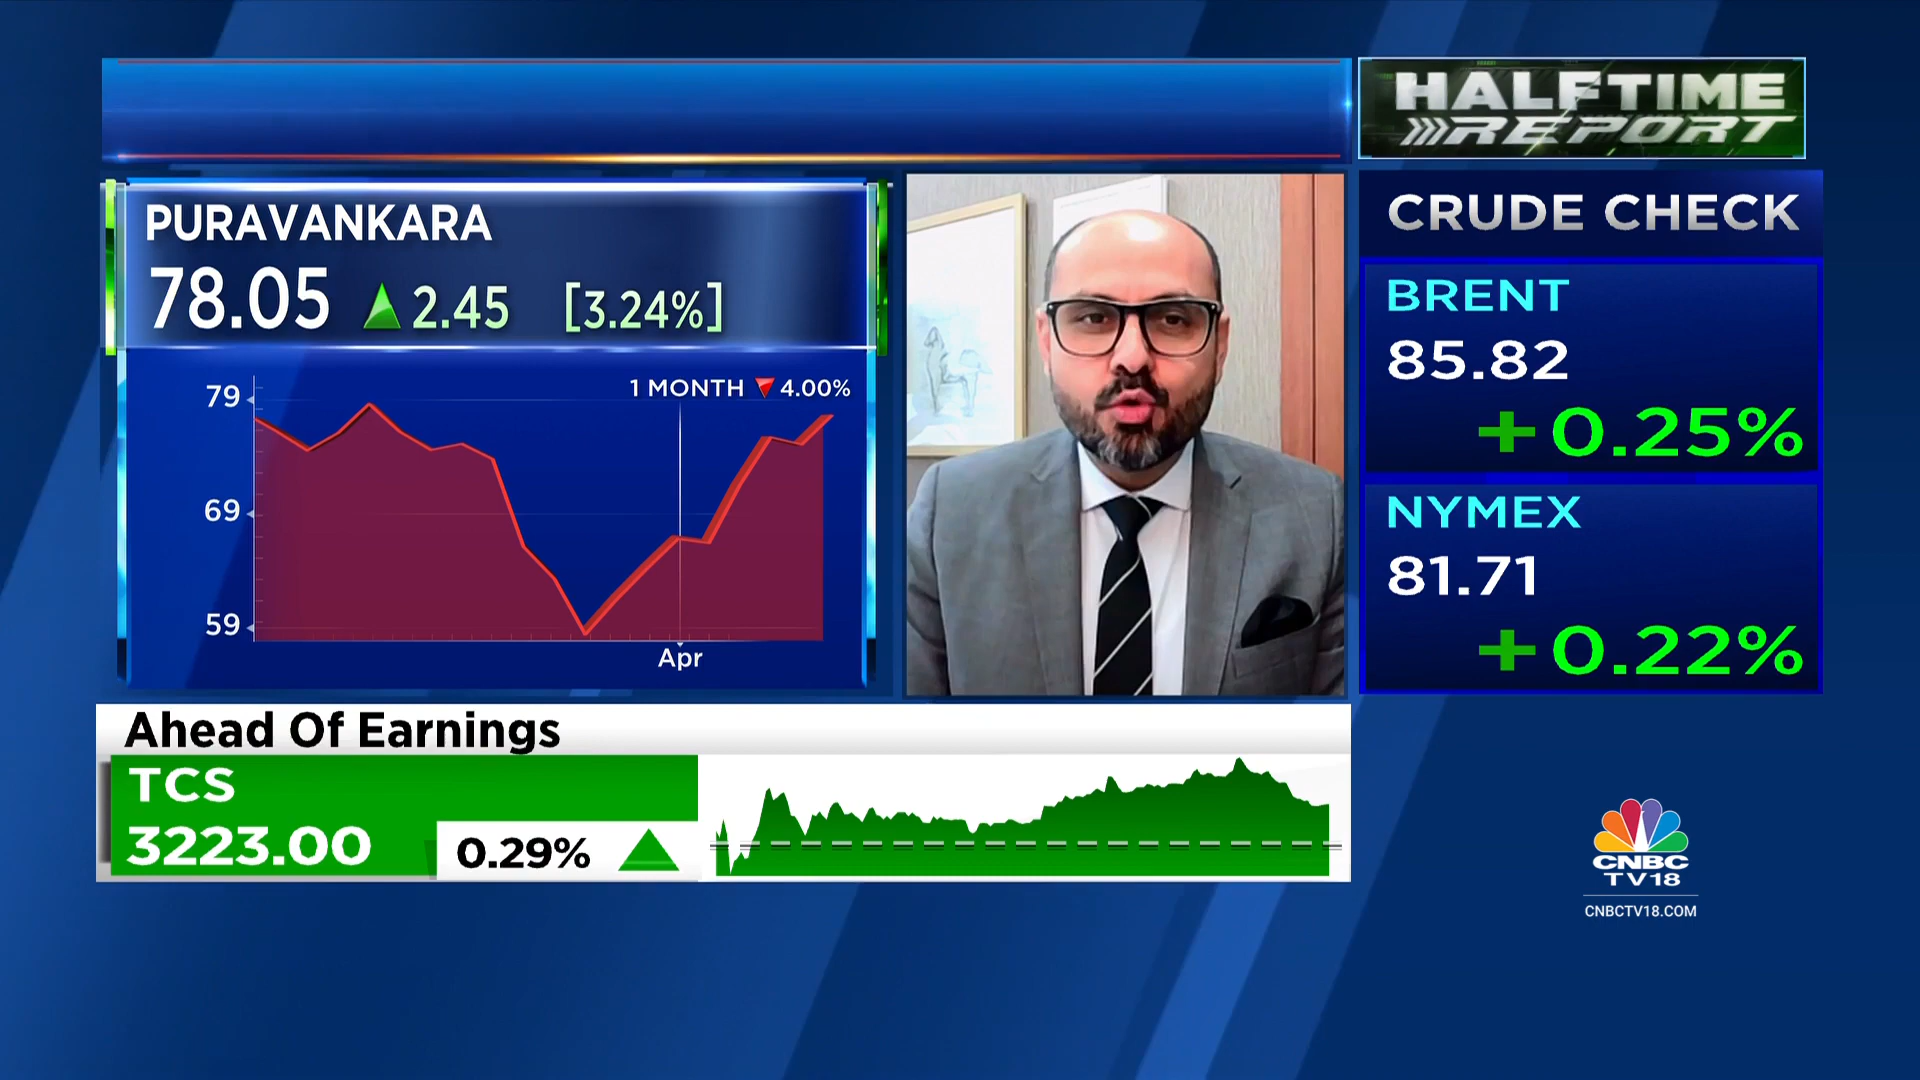 HALFTIME
REPORT
PURAVANKARA
78.05 ▲ 2.45 [3.24%]
1 MONTH ▼ 4.00%
79
69
59
Apr
CRUDE CHECK
BRENT
85.82
+0.25%
NYMEX
81.71
+0.22%
Ahead Of Earnings
TCS
3223.00
0.29% ▲
CNBC
TV18
CNBCTV18.COM